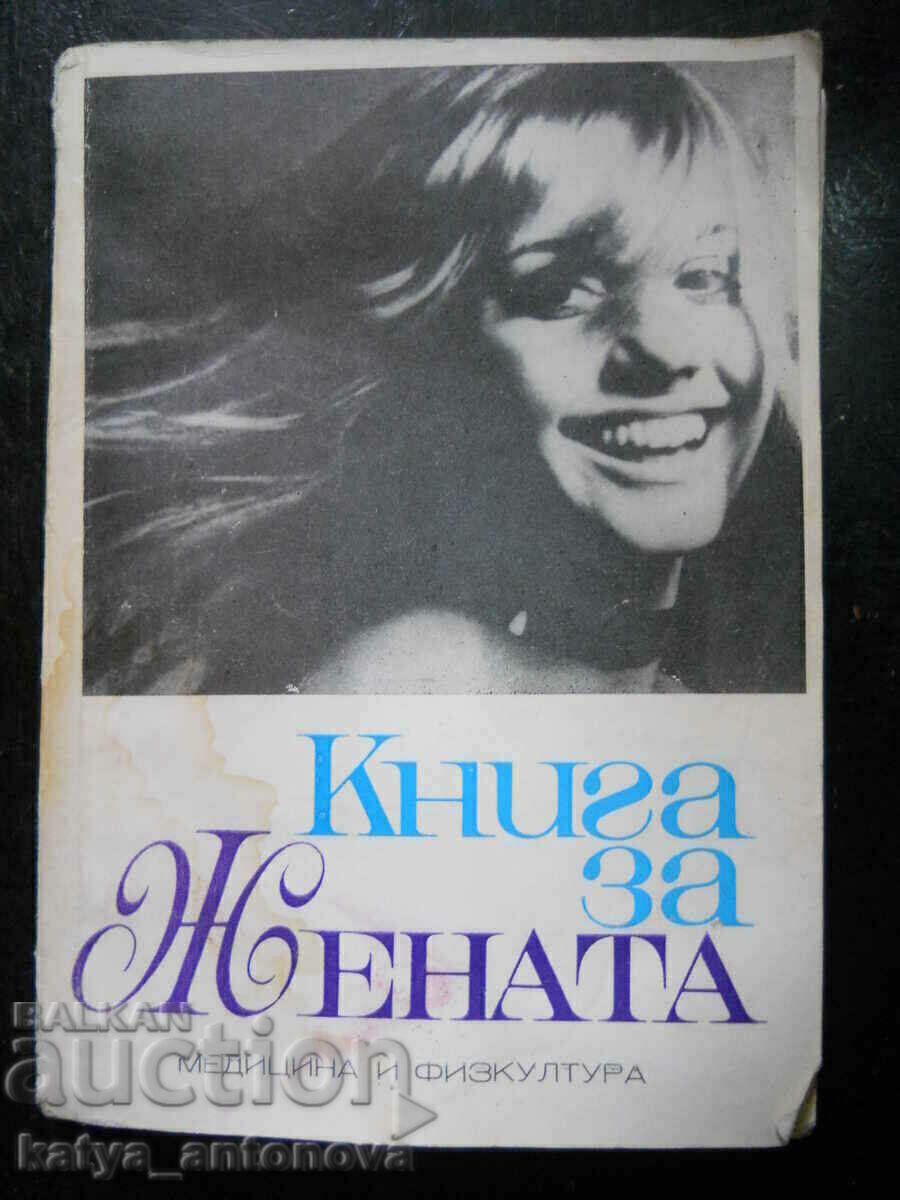 Книга
за
ЖЕНАТА
МЕДИЦИНА И ФИЗКУЛТУРА
BALKAN
auction
katya_antonova